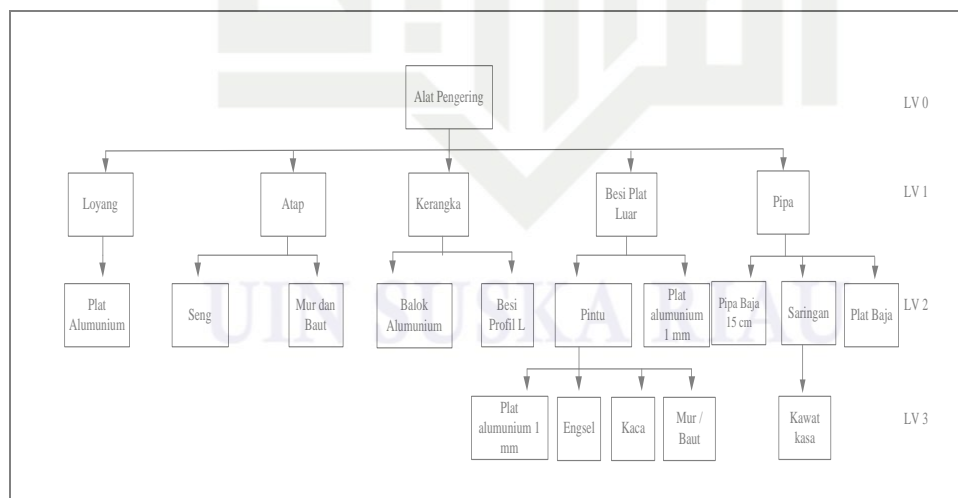 Alat Pengering
LV 0
Loyang
Atap
Kerangka
Besi Plat
Luar
Pipa
LV 1
Plat
Alumunium
Seng
Mur dan
Baut
Balok
Alumunium
Besi
Profil L
Pintu
Plat
alumunium
1 mm
Pipa Baja
15 cm
Saringan
Plat Baja
LV 2
UIN SUSKA RIAU
Plat
alumunium 1
mm
Engsel
Kaca
Mur /
Baut
Kawat
kasa
LV 3